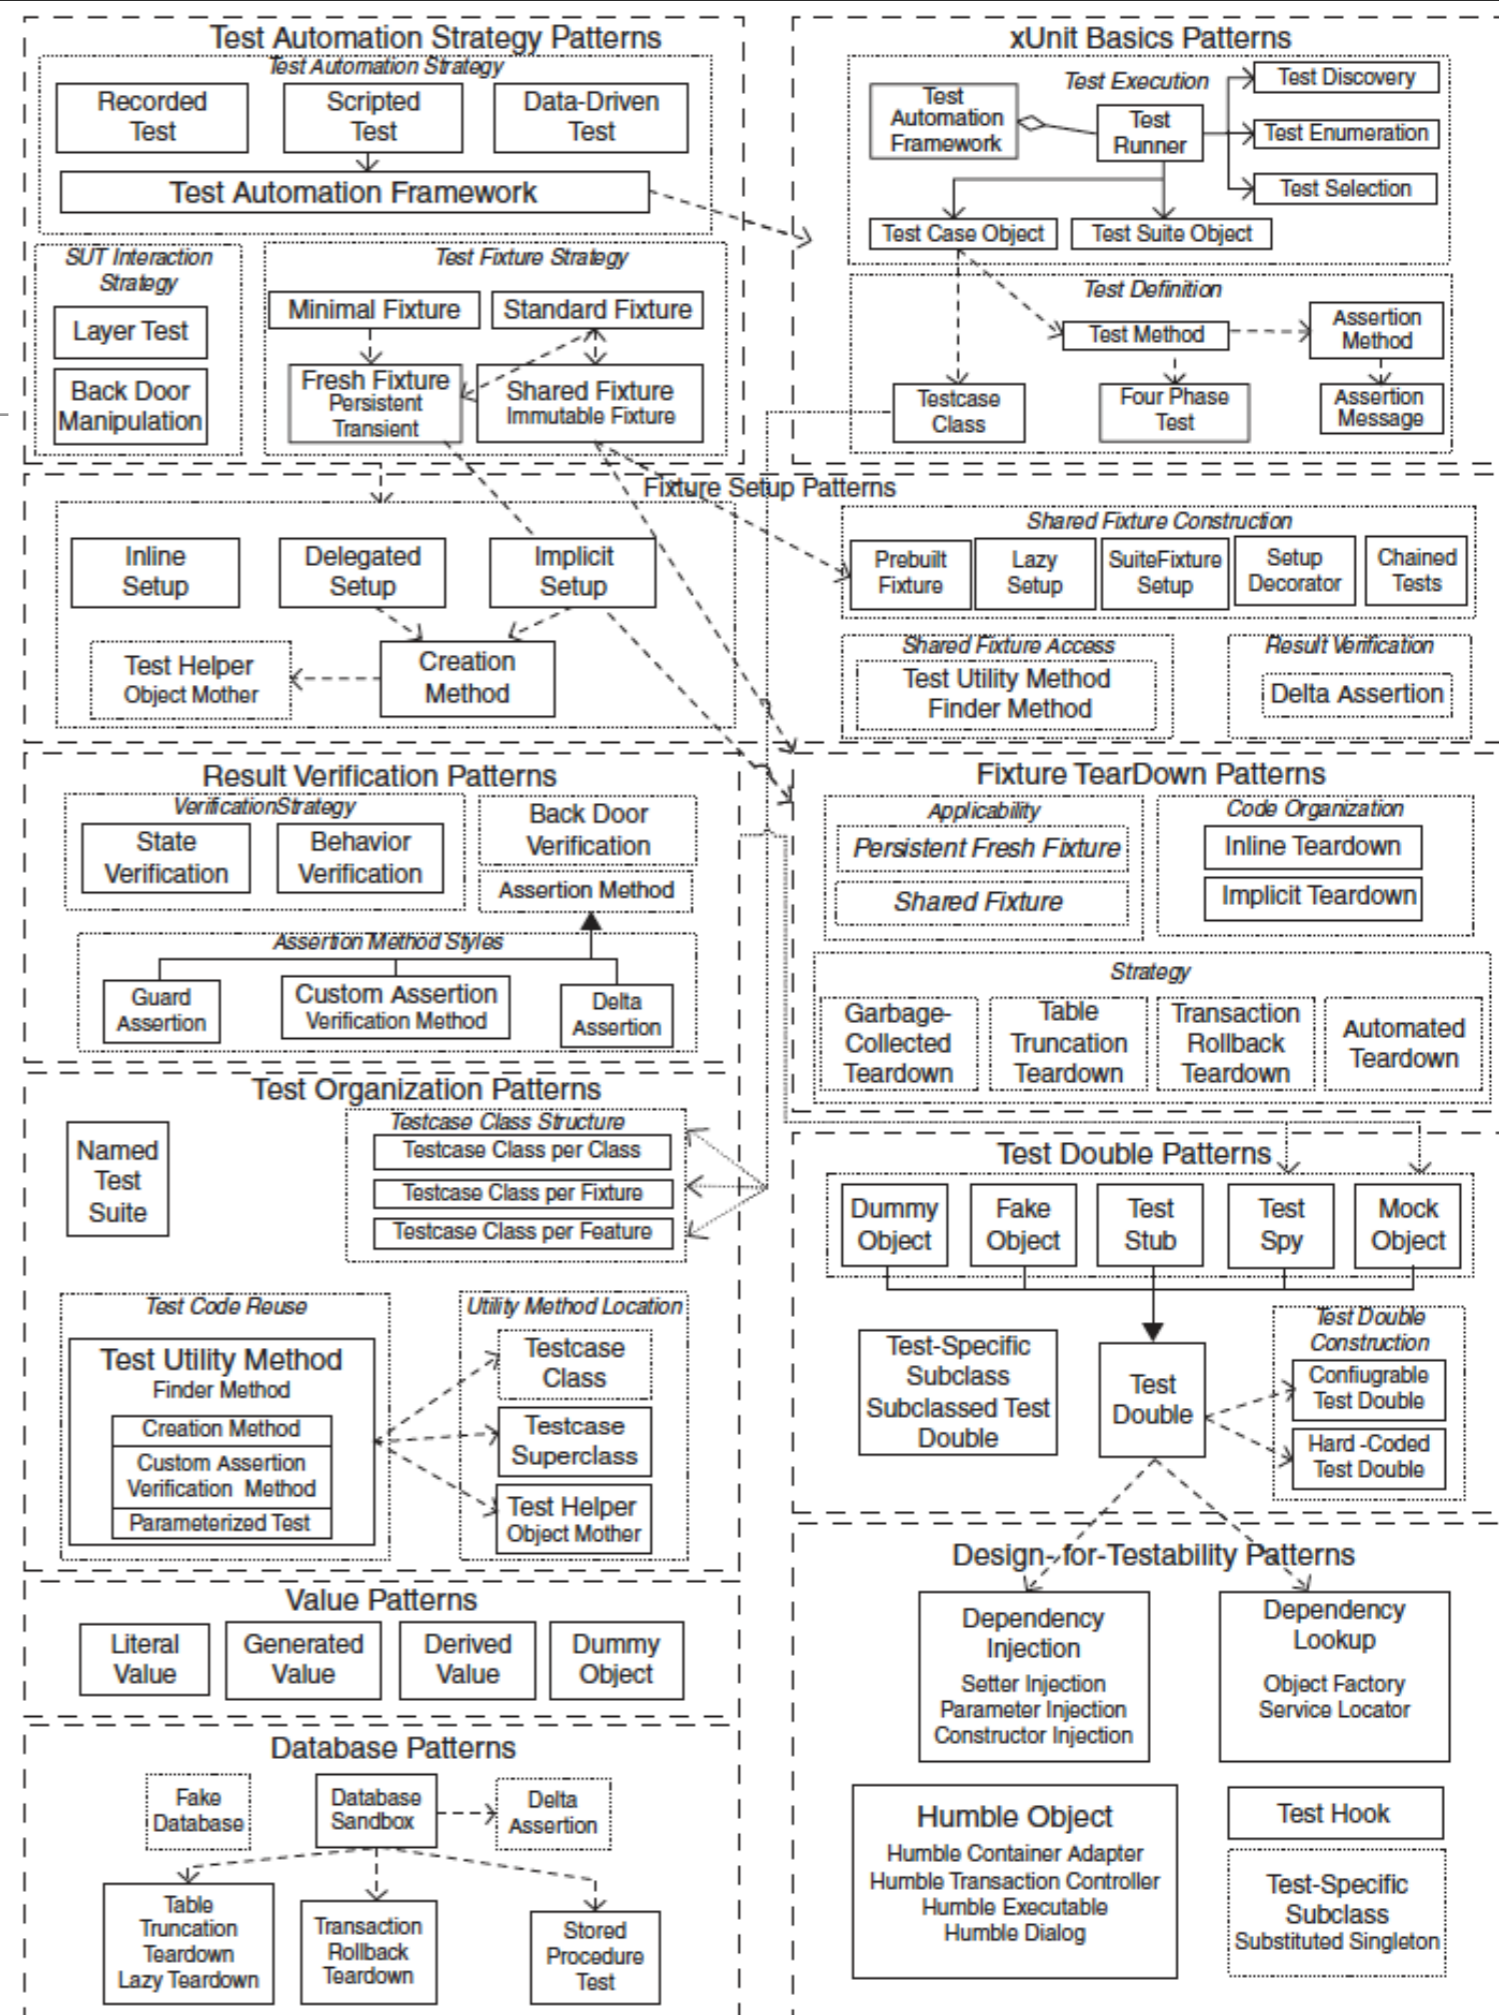 Test Automation Strategy Patterns
Test Automation Strategy
Recorded
Test
Scripted
Test
Data-Driven
Test
Test Automation Framework
SUT Interaction
Strategy
Layer Test
Back Door
Manipulation
Test Fixture Strategy
Minimal Fixture
Standard Fixture
Fresh Fixture
Persistent
Transient
Shared Fixture
Immutable Fixture
xUnit Basics Patterns
Test Execution
Test
Automation
Framework
Test
Runner
Test Discovery
Test Enumeration
Test Selection
Test Case Object
Test Suite Object
Test Definition
Test Method
Assertion
Method
Testcase
Class
Four Phase
Test
Assertion
Message
Fixture Setup Patterns
Inline
Setup
Delegated
Setup
Implicit
Setup
Test Helper
Object Mother
Creation
Method
Shared Fixture Construction
Prebuilt
Fixture
Lazy
Setup
SuiteFixture
Setup
Setup
Decorator
Chained
Tests
Shared Fixture Access
Test Utility Method
Finder Method
Result Verification
Delta Assertion
Result Verification Patterns
VerificationStrategy
State
Verification
Behavior
Verification
Back Door
Verification
Assertion Method
Assertion Method Styles
Guard
Assertion
Custom Assertion
Verification Method
Delta
Assertion
Fixture TearDown Patterns
Applicability
Persistent Fresh Fixture
Shared Fixture
Code Organization
Inline Teardown
Implicit Teardown
Strategy
Garbage-
Collected
Teardown
Table
Truncation
Teardown
Transaction
Rollback
Teardown
Automated
Teardown
Test Organization Patterns
Named
Test
Suite
Testcase Class Structure
Testcase Class per Class
Testcase Class per Fixture
Testcase Class per Feature
Test Code Reuse
Test Utility Method
Finder Method
Creation Method
Custom Assertion
Verification Method
Parameterized Test
Utility Method Location
Testcase
Class
Testcase
Superclass
Test Helper
Object Mother
Test Double Patterns
Dummy
Object
Fake
Object
Test
Stub
Test
Spy
Mock
Object
Test-Specific
Subclass
Subclassed Test
Double
Test
Double
Test Double
Construction
Confiugrable
Test Double
Hard -Coded
Test Double
Value Patterns
Literal
Value
Generated
Value
Derived
Value
Dummy
Object
Database Patterns
Fake
Database
Database
Sandbox
Delta
Assertion
Table
Truncation
Teardown
Lazy Teardown
Transaction
Rollback
Teardown
Stored
Procedure
Test
Design-for-Testability Patterns
Dependency
Injection
Setter Injection
Parameter Injection
Constructor Injection
Dependency
Lookup
Object Factory
Service Locator
Humble Object
Humble Container Adapter
Humble Transaction Controller
Humble Executable
Humble Dialog
Test Hook
Test-Specific
Subclass
Substituted Singleton